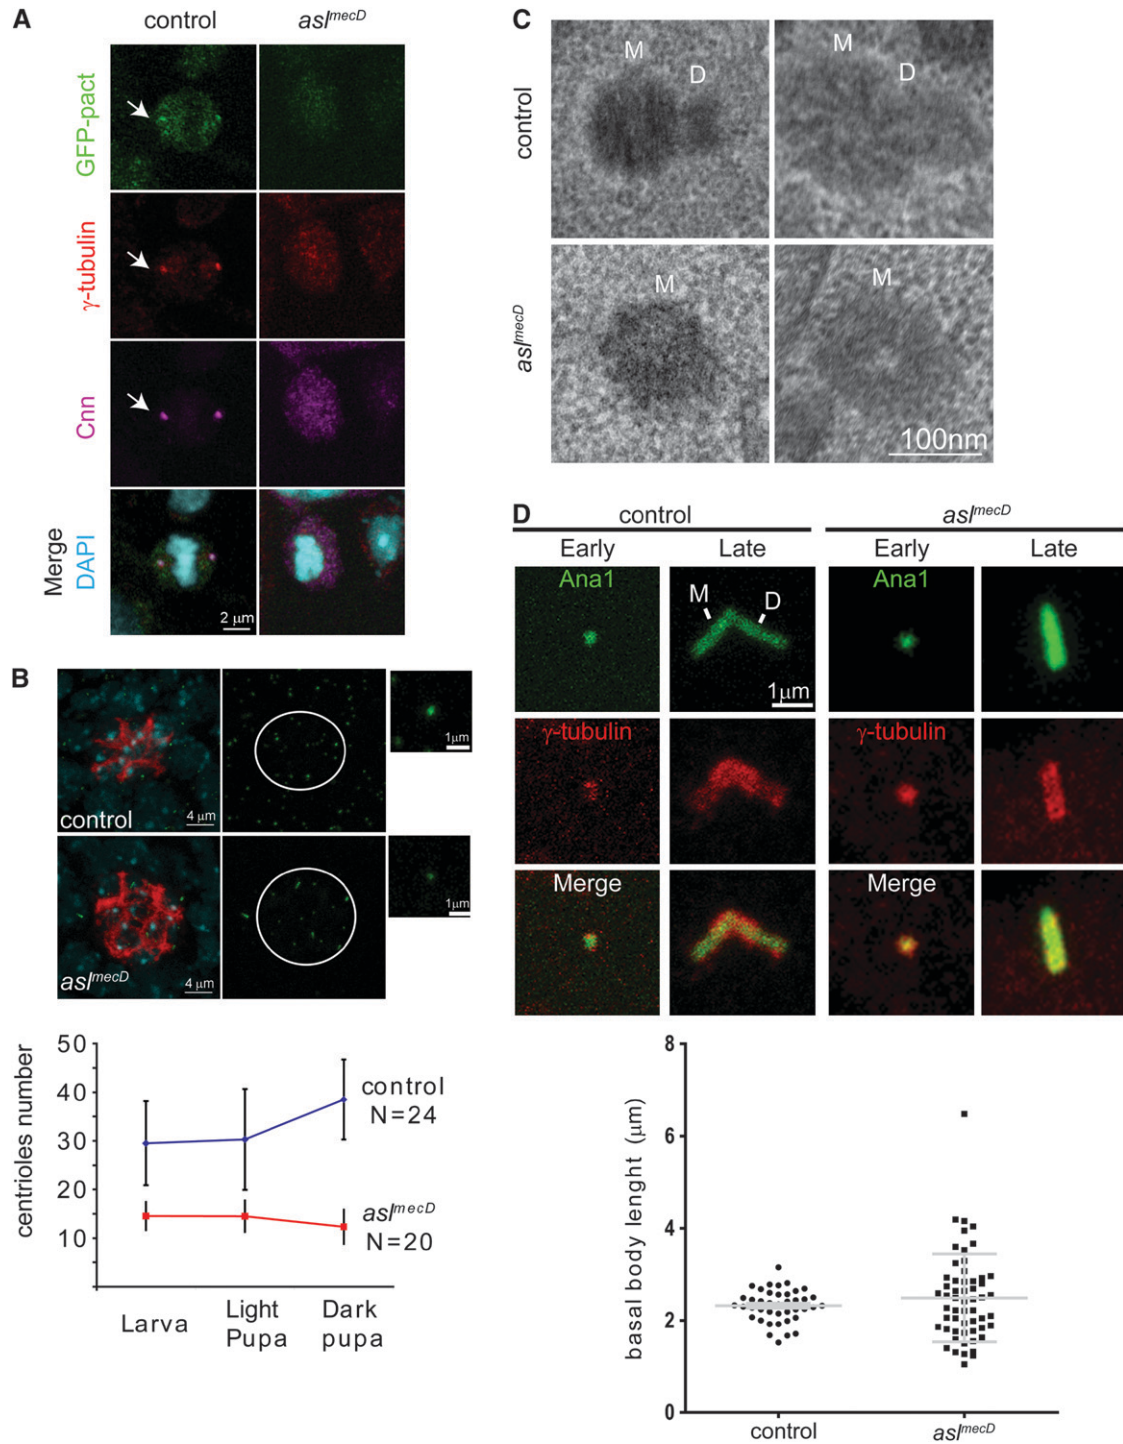 A
control asl^mecD
GFP-pact
γ-tubulin
Cnn
Merge
DAPI
2 μm
B
control
4 μm
1μm
asl^mecD
4 μm
1μm
centrioles number
50
40
30
20
10
control
N=24
asl^mecD
N=20
Larva
Light
Pupa
Dark
pupa
C
control
M
D
M
D
asl^mecD
M
M
100nm
D
control asl^mecD
Early Late Early Late
Ana1
M
D
1μm
Ana1
γ-tubulin
γ-tubulin
Merge
Merge
basal body lenght (μm)
8
6
4
2
0
control asl^mecD